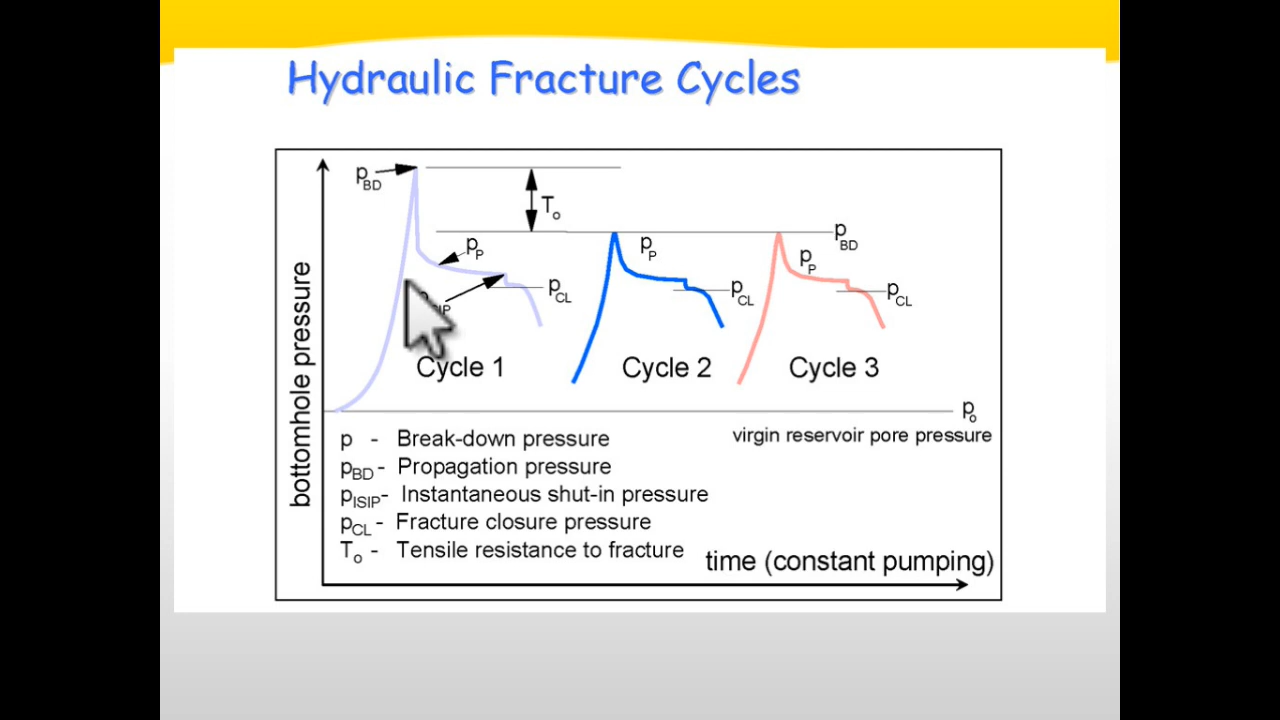 Hydraulic Fracture Cycles
pBD
To
pP
pCL
Cycle 1
pP
pCL
Cycle 2
pBD
pP
pCL
Cycle 3
bottomhole pressure
po
virgin reservoir pore pressure
p - Break-down pressure
pBD - Propagation pressure
pISIP- Instantaneous shut-in pressure
pCL - Fracture closure pressure
To - Tensile resistance to fracture
time (constant pumping)